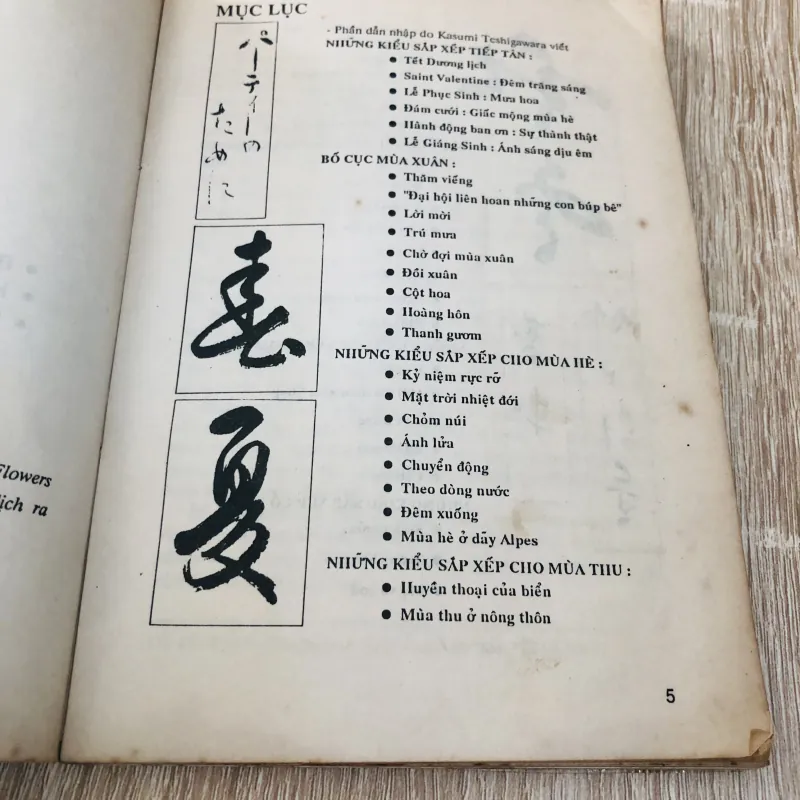 MỤC LỤC
- Phần dẫn nhập do Kasumi Teshigawara viết
NHỮNG KIỂU SẮP XẾP TIẾP TÂN :
● Tết Dương lịch
● Saint Valentine : Đêm trăng sáng
● Lễ Phục Sinh : Mưa hoa
● Đám cưới : Giấc mộng mùa hè
● Hành động ban ơn : Sự thành thật
● Lễ Giáng Sinh : Ánh sáng dịu êm
BỐ CỤC MÙA XUÂN :
● Thăm viếng
● "Đại hội liên hoan những con búp bê"
● Lời mời
● Trú mưa
● Chờ đợi mùa xuân
● Đồi xuân
● Cột hoa
● Hoàng hôn
● Thanh gươm
NHỮNG KIỂU SẮP XẾP CHO MÙA HÈ :
● Kỷ niệm rực rỡ
● Mặt trời nhiệt đới
● Chỏm núi
● Ánh lửa
● Chuyển động
● Theo dòng nước
● Đêm xuống
● Mùa hè ở dãy Alpes
NHỮNG KIỂU SẮP XẾP CHO MÙA THU :
● Huyền thoại của biển
● Mùa thu ở nông thôn
5
パーティーの
ために
春
夏
Flowers
ịch ra